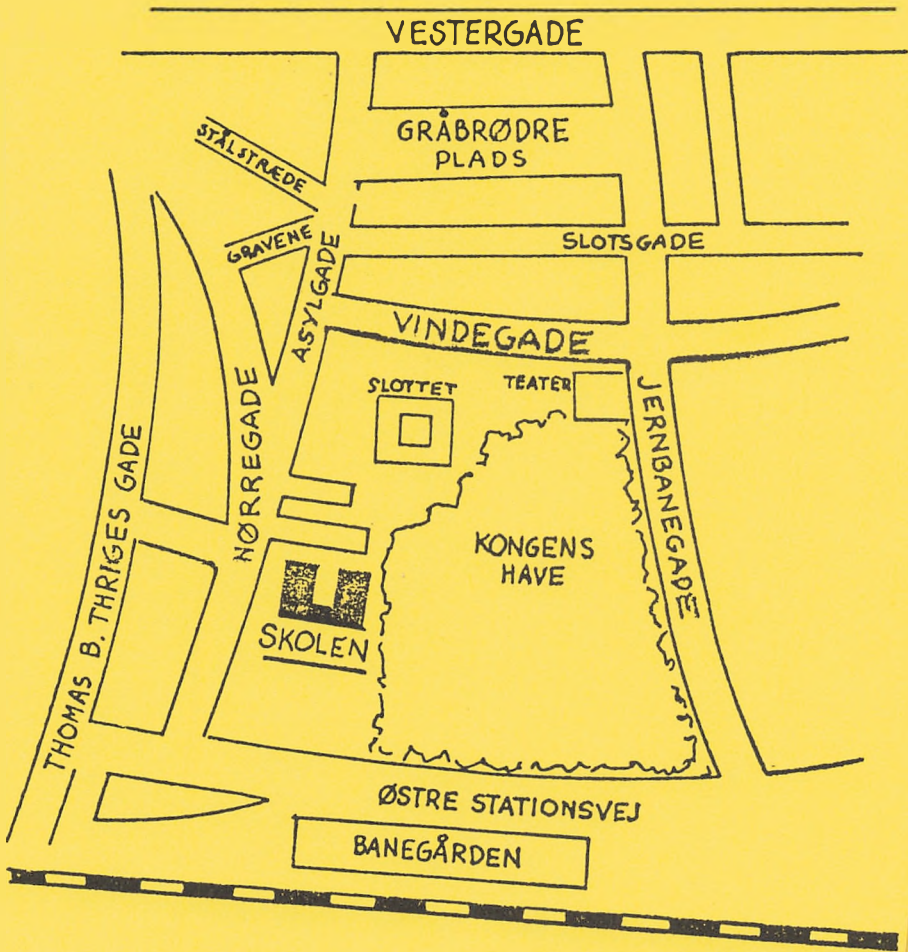 VESTERGADE
GRÅBRØDRE
PLADS
STÅLSTRÆDE
GRAVENE
SLOTSGADE
ASYLGADE
VINDEGADE
SLOTTET
TEATER
NØRREGADE
JERNBANEGADE
THOMAS B. THRIGES GADE
KONGENS
HAVE
SKOLEN
ØSTRE STATIONSVEJ
BANEGÅRDEN